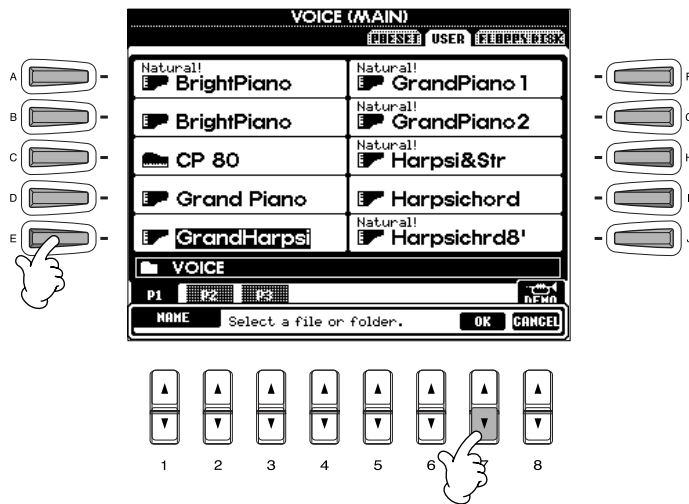 VOICE (MAIN)
PRESET USER FLOPPY DISK
A
Natural!
BrightPiano
Natural!
GrandPiano 1
B
BrightPiano
Natural!
GrandPiano2
C
CP 80
Natural!
Harpsi&Str
H
D
Grand Piano
Harpsichord
E
GrandHarpsi
Natural!
Harpsichrd8'
VOICE
P1 P2 P3 DEMO
NAME Select a file or folder. OK CANCEL
1 2 3 4 5 6 8